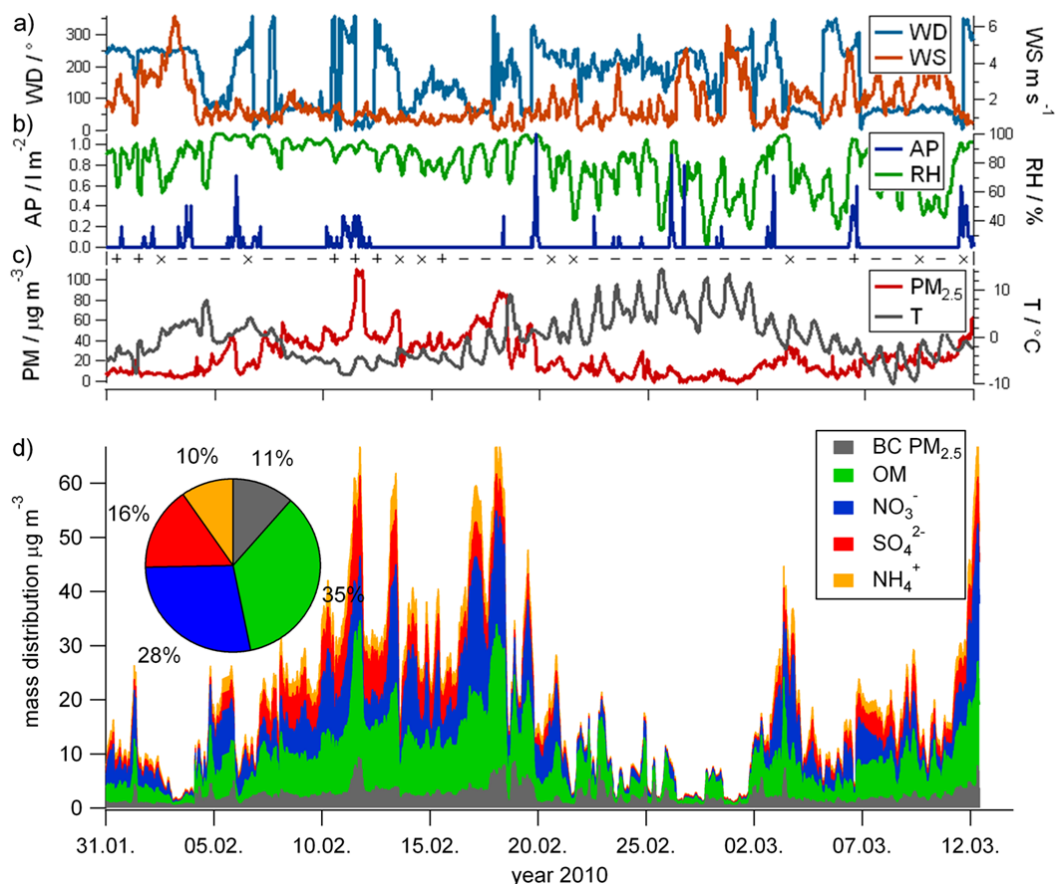 a)
WD / °
300
200
100
0
WD
WS
6
4
2
WS m s⁻¹
b)
AP / l m⁻²
1.0
0.8
0.6
0.4
0.2
0.0
AP
RH
100
80
60
40
RH / %
c)
PM / µg m⁻³
100
80
60
40
20
0
PM2.5
T
10
0
-10
T / °C
d)
mass distribution µg m⁻³
60
50
40
30
20
10
0
10%
11%
16%
35%
28%
BC PM2.5
OM
NO₃⁻
SO₄²⁻
NH₄⁺
31.01. 05.02. 10.02. 15.02. 20.02. 25.02. 02.03. 07.03. 12.03.
year 2010